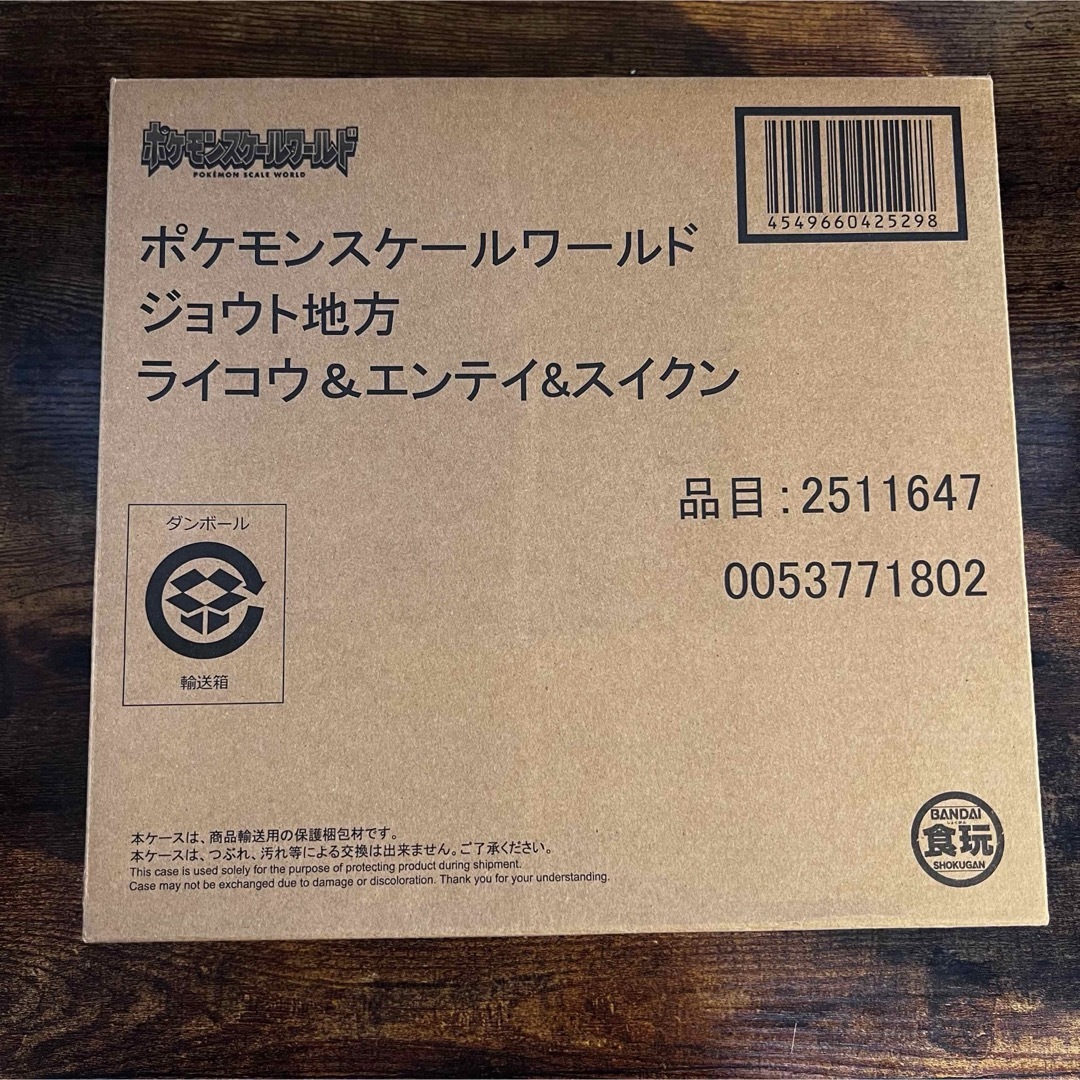 ポケモンスケールワールド
POKÉMON SCALE WORLD
4549660425298
ポケモンスケールワールド
ジョウト地方
ライコウ&エンテイ&スイクン
品目:2511647
0053771802
ダンボール
輸送箱
本ケースは、商品輸送用の保護梱包材です。
本ケースは、つぶれ、汚れ等による交換は出来ません。ご了承ください。
This case is used solely for the purpose of protecting product during shipment.
Case may not be exchanged due to damage or discoloration. Thank you for your understanding.
BANDAI
しょくがん
食玩
SHOKUGAN